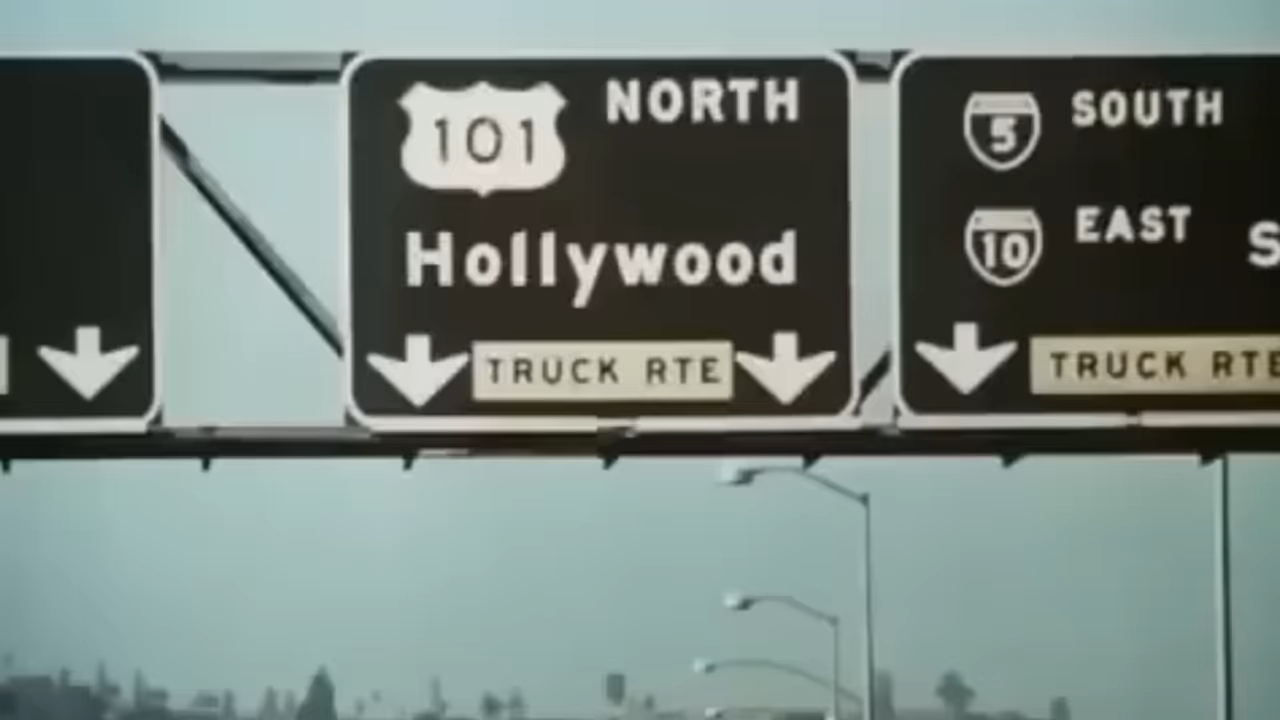 101 NORTH
Hollywood
TRUCK RTE
5 SOUTH
10 EAST
TRUCK RTE